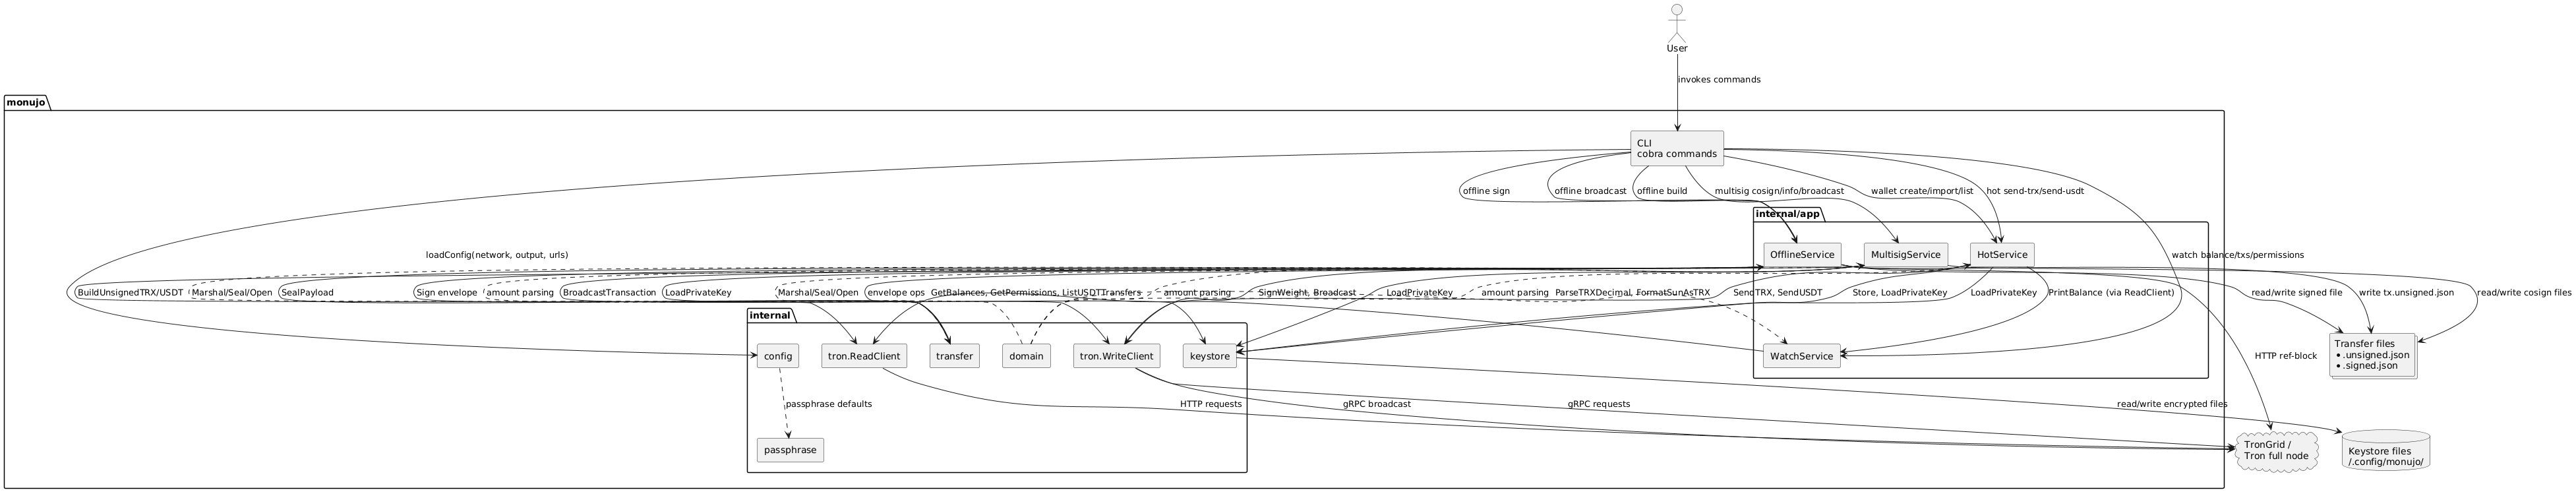 User
invokes commands
monujo
CLI
cobra commands
offline sign
offline broadcast
offline build
multisig cosign/info/broadcast
wallet create/import/list
hot send-trx/send-usdt
internal/app
OfflineService
MultisigService
HotService
loadConfig(network, output, urls)
watch balance/txs/permissions
BuildUnsignedTRX/USDT
Marshal/Seal/Open
SealPayload
Sign envelope
amount parsing
BroadcastTransaction
LoadPrivateKey
Marshal/Seal/Open
envelope ops
GetBalances, GetPermissions, ListUSDTTransfers
amount parsing
SignWeight, Broadcast
LoadPrivateKey
amount parsing
ParseTRXDecimal, FormatSunAsTRX
SendTRX, SendUSDT
Store, LoadPrivateKey
LoadPrivateKey
PrintBalance (via ReadClient)
read/write signed file
write tx.unsigned.json
read/write cosign files
internal
config
tron.ReadClient
transfer
domain
tron.WriteClient
keystore
WatchService
Transfer files
• .unsigned.json
• .signed.json
HTTP ref-block
passphrase defaults
HTTP requests
gRPC broadcast
gRPC requests
read/write encrypted files
passphrase
TronGrid /
Tron full node
Keystore files
/.config/monujo/